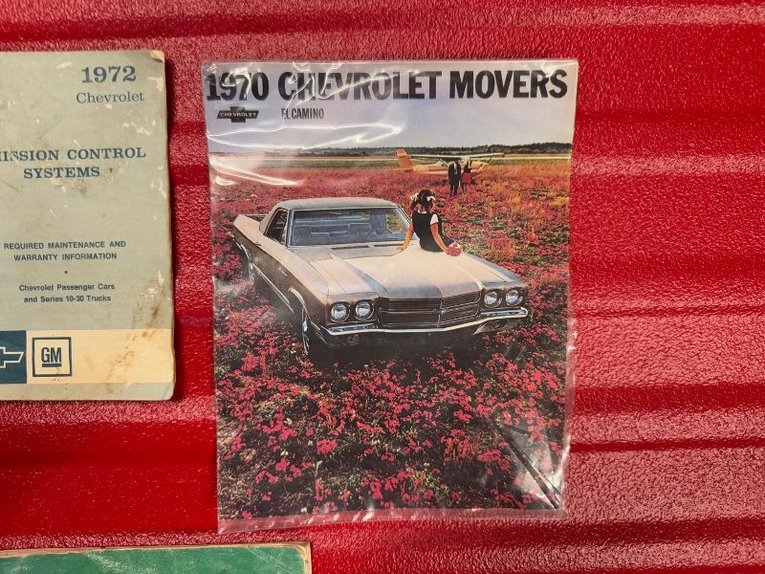 1972
Chevrolet
MISSION CONTROL
SYSTEMS
REQUIRED MAINTENANCE AND
WARRANTY INFORMATION
Chevrolet Passenger Cars
and Series 10-30 Trucks
GM
1970 CHEVROLET MOVERS
CHEVROLET
EL CAMINO